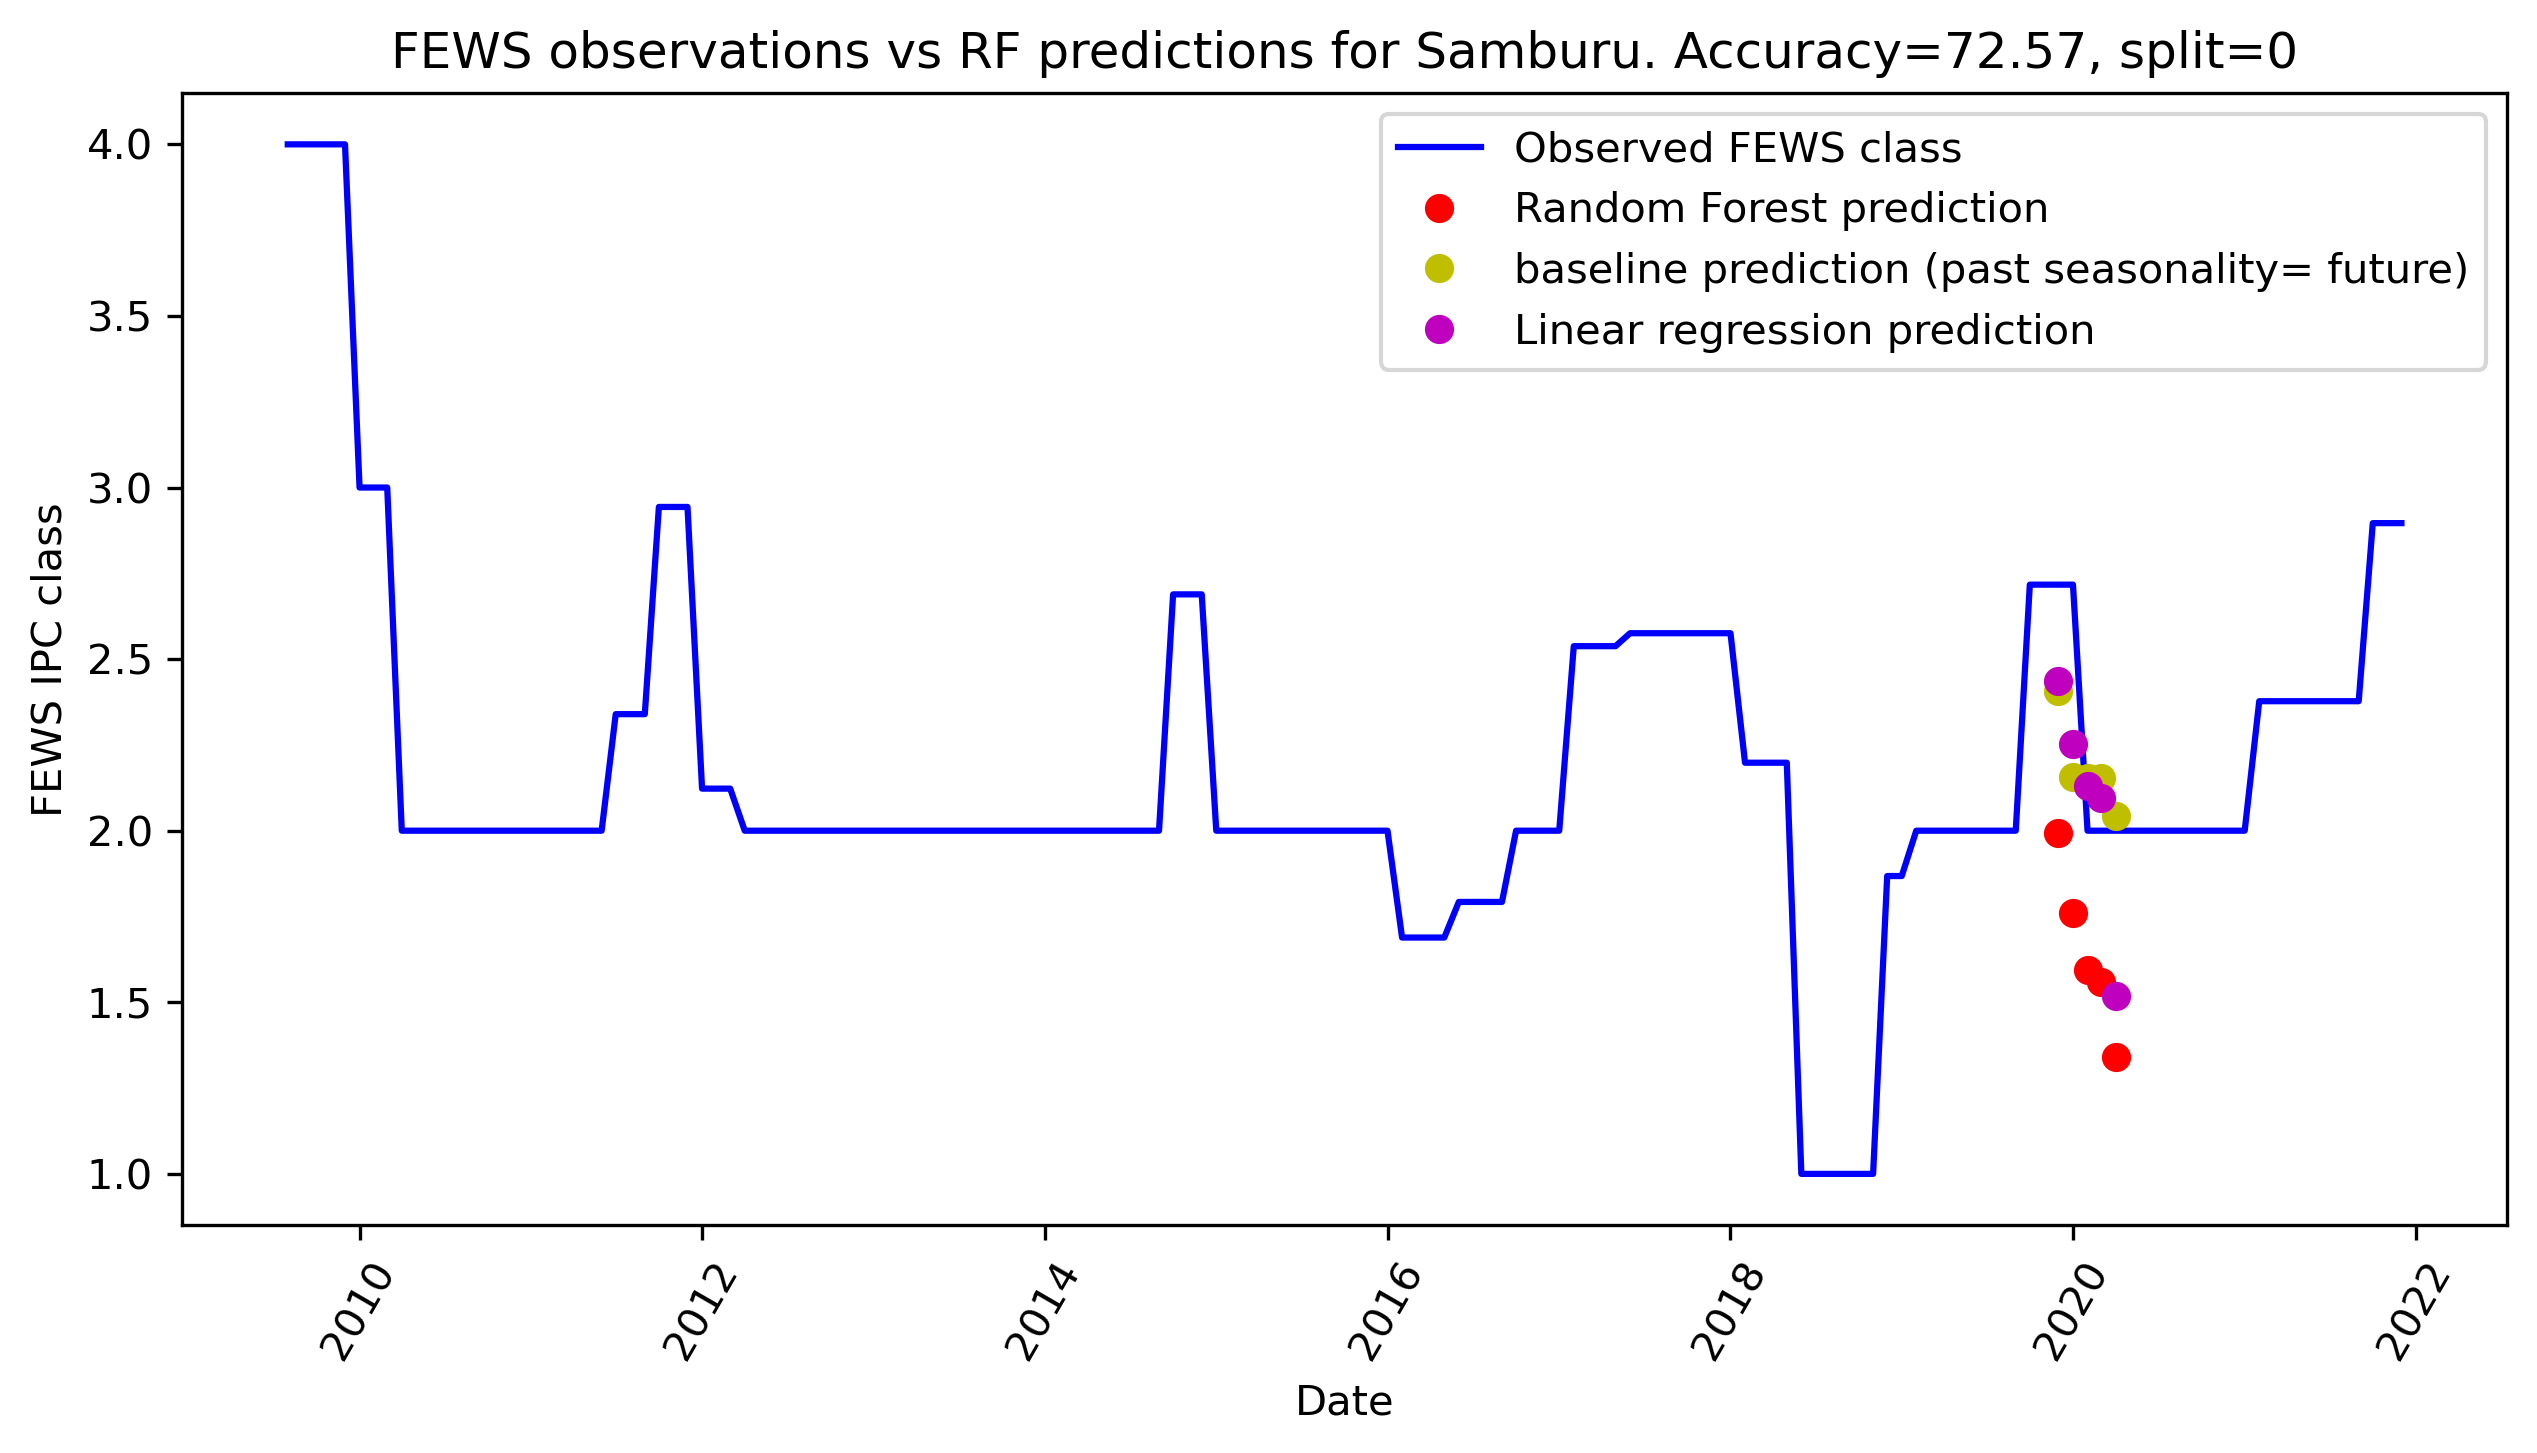 FEWS observations vs RF predictions for Samburu. Accuracy=72.57, split=0
Observed FEWS class
Random Forest prediction
baseline prediction (past seasonality= future)
Linear regression prediction
FEWS IPC class
4.0
3.5
3.0
2.5
2.0
1.5
1.0
2010
2012
2014
2016
2018
2020
2022
Date